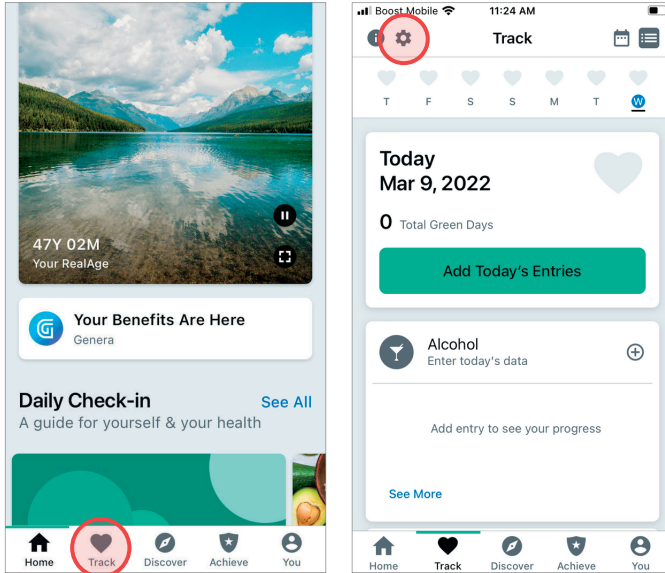 47Y 02M
Your RealAge
Your Benefits Are Here
Genera
Daily Check-in
See All
A guide for yourself & your health
Home
Track
Discover
Achieve
You
Boost Mobile
11:24 AM
Track
T F S S M T W
Today
Mar 9, 2022
0 Total Green Days
Add Today's Entries
Alcohol
Enter today's data
Add entry to see your progress
See More
Home
Track
Discover
Achieve
You